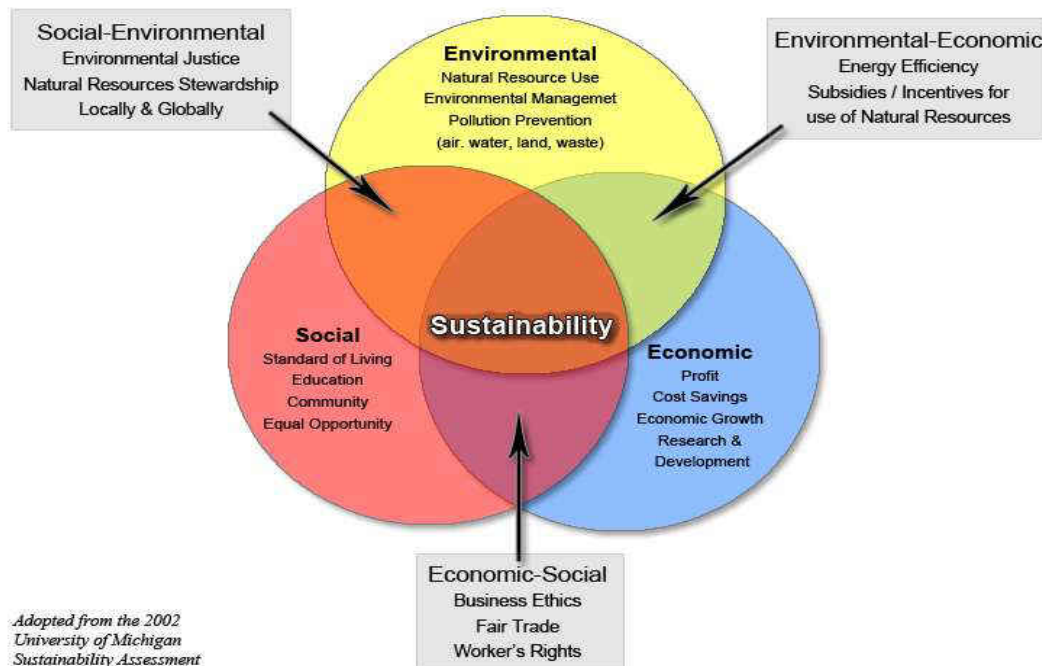 Social-Environmental
Environmental Justice
Natural Resources Stewardship
Locally & Globally
Environmental
Natural Resource Use
Environmental Managemet
Pollution Prevention
(air. water, land, waste)
Environmental-Economic
Energy Efficiency
Subsidies / Incentives for
use of Natural Resources
Sustainability
Social
Standard of Living
Education
Community
Equal Opportunity
Economic
Profit
Cost Savings
Economic Growth
Research &
Development
Economic-Social
Business Ethics
Fair Trade
Worker's Rights
Adopted from the 2002
University of Michigan
Sustainability Assessment